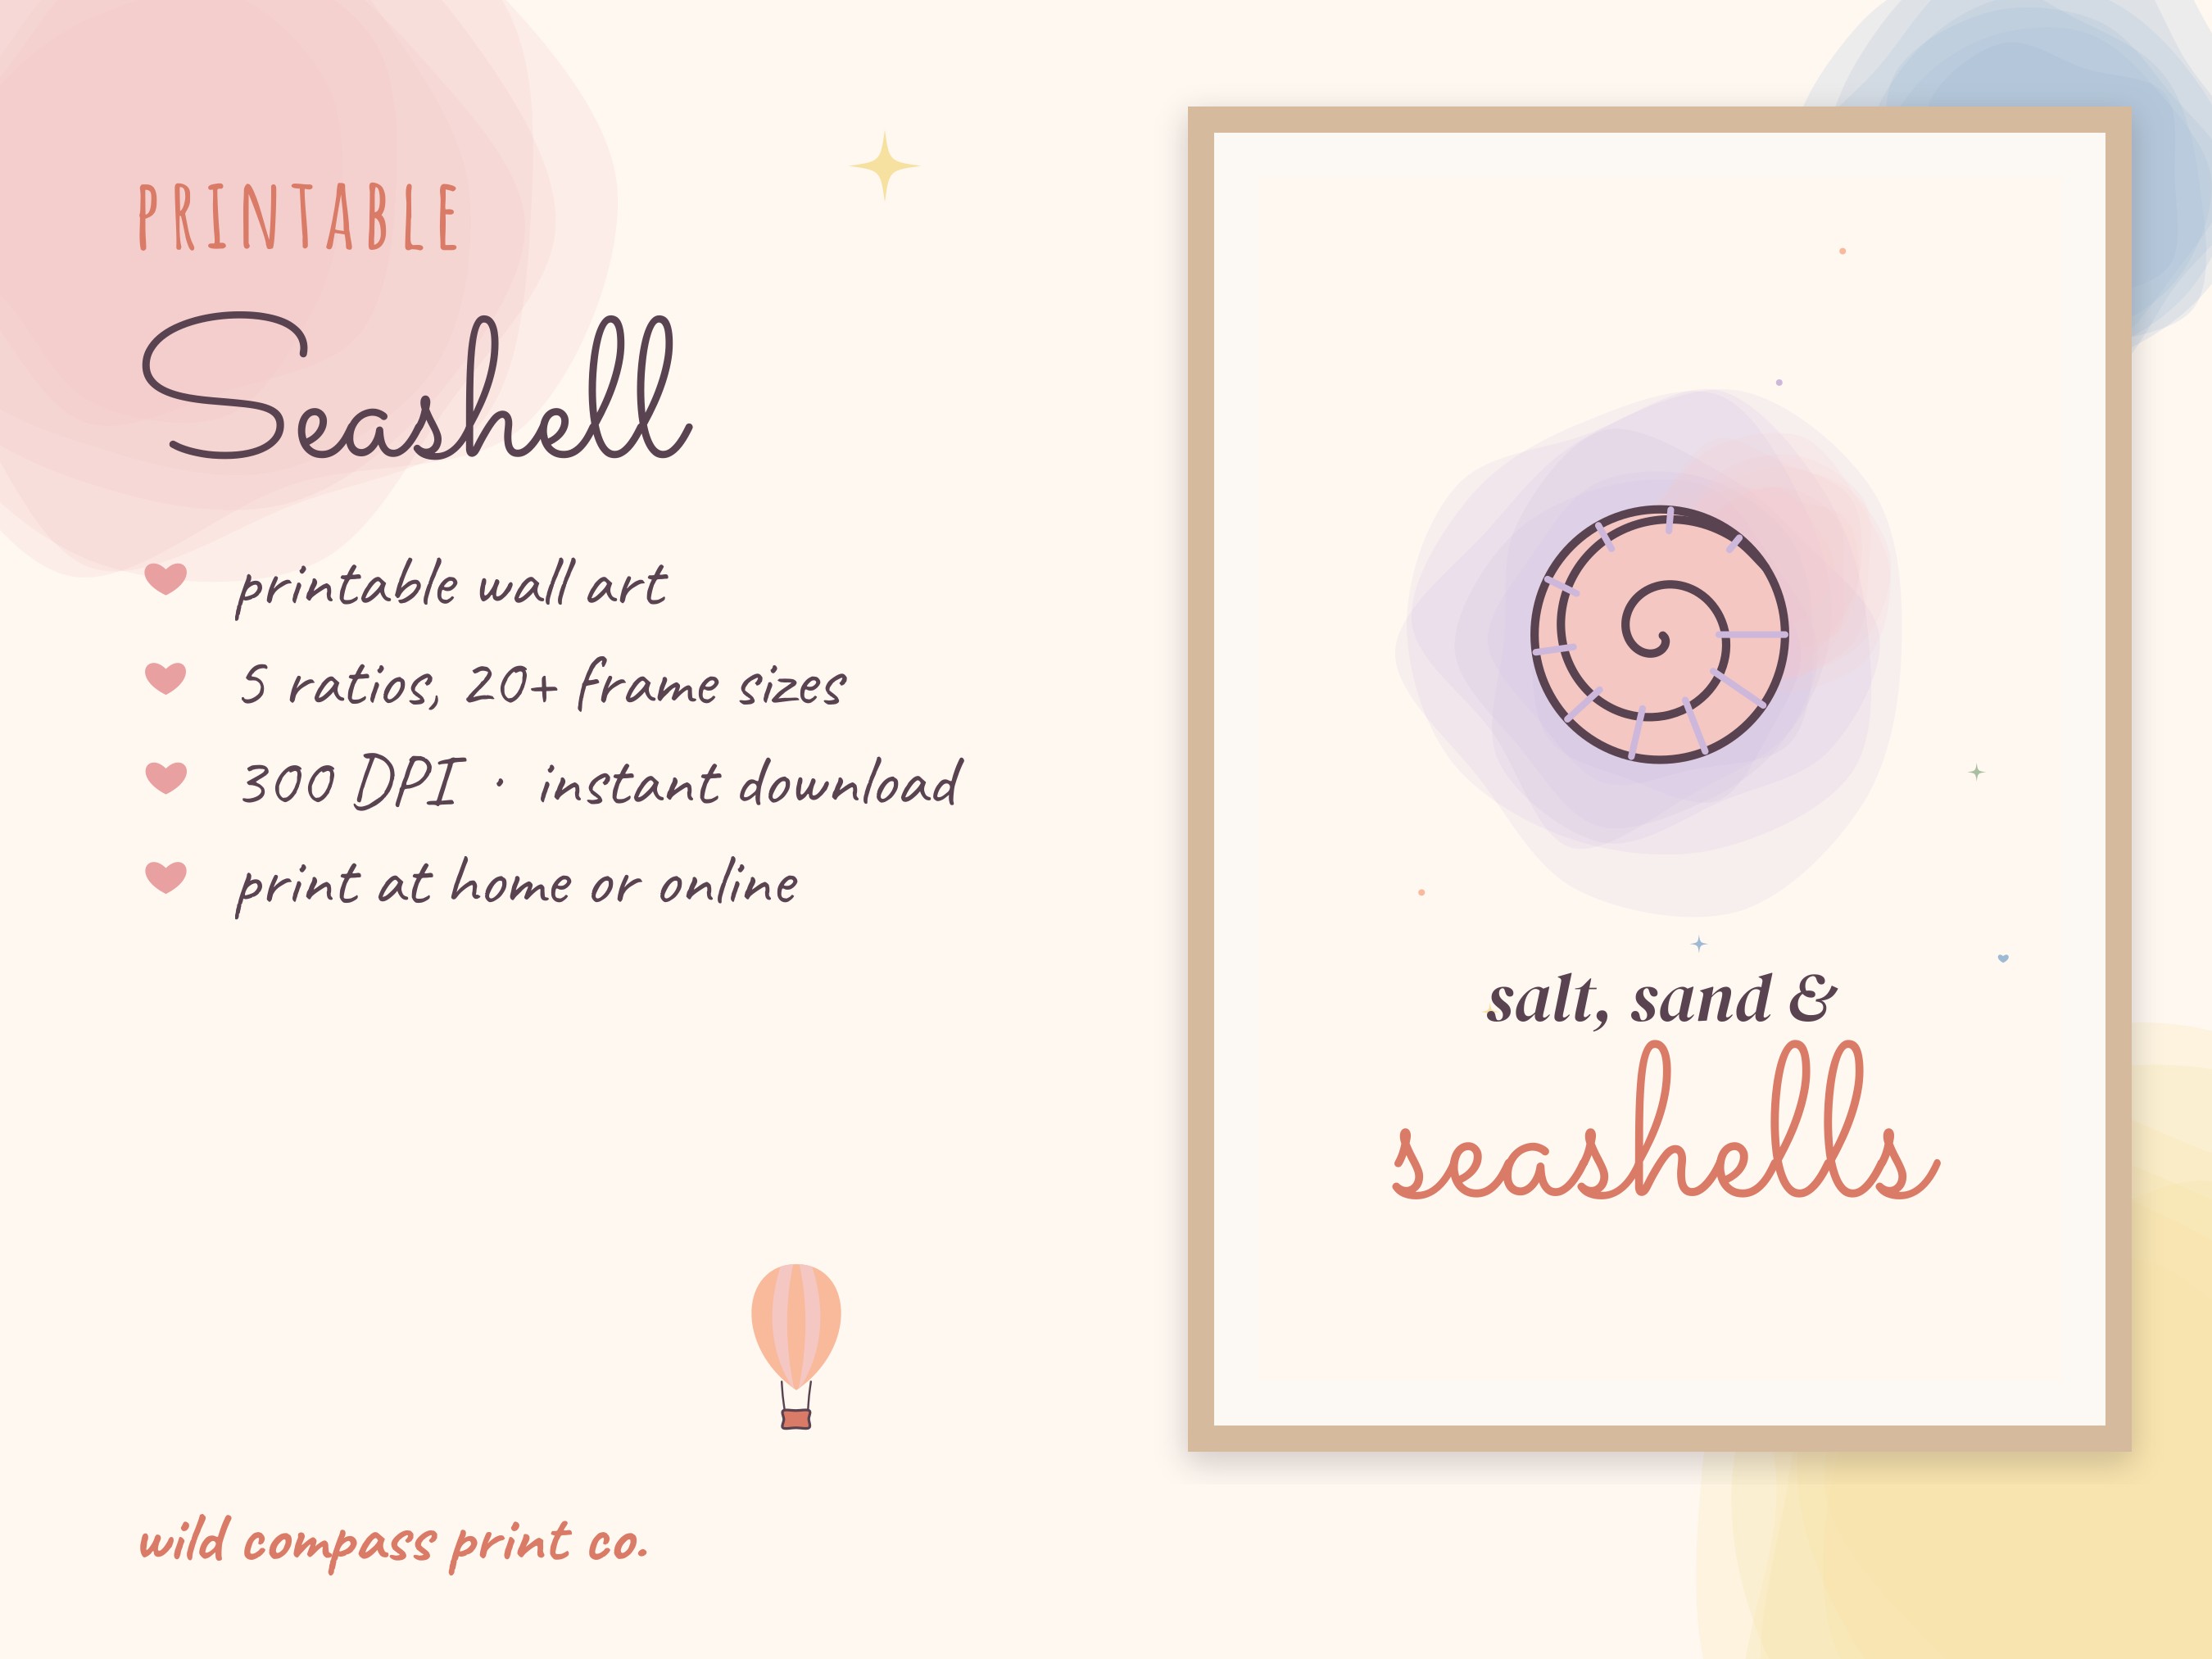 PRINTABLE
Seashell
printable wall art
5 ratios, 20+ frame sizes
300 DPI · instant download
print at home or online
wild compass print co.
salt, sand &
seashells